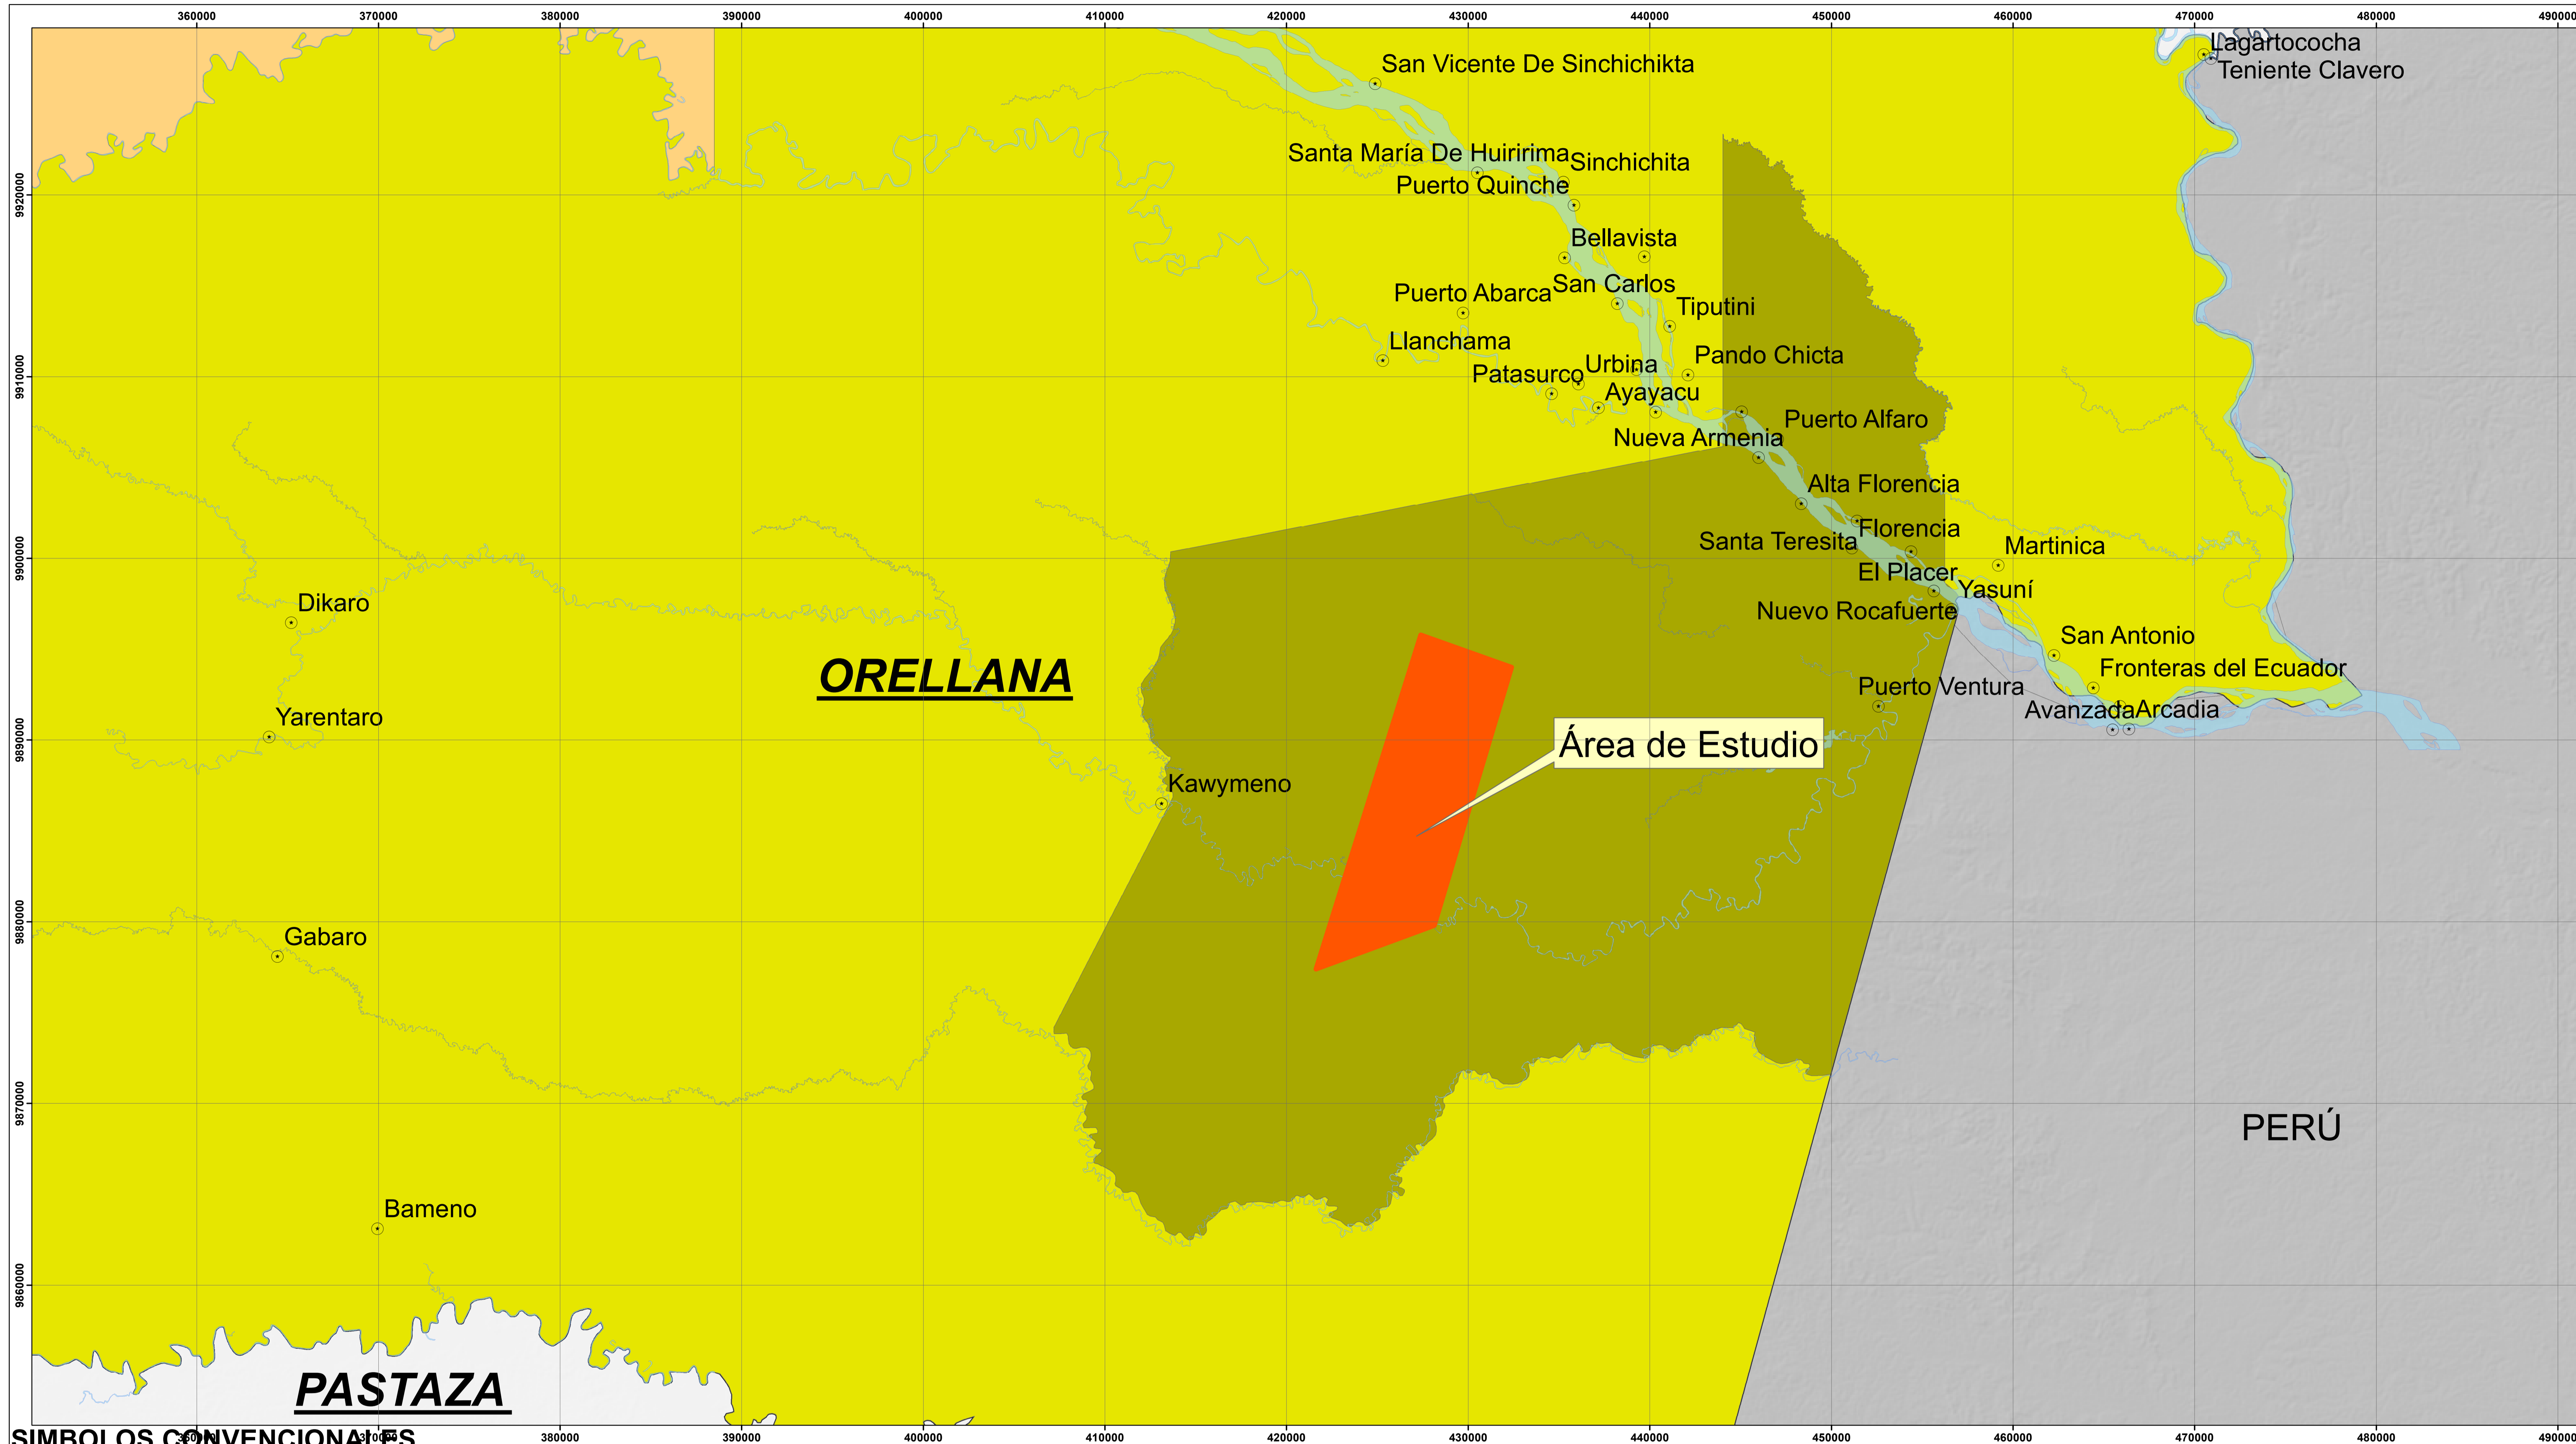 360000 370000 380000 390000 400000 410000 420000 430000 440000 450000 460000 470000 480000 490000
Lagartococha
San Vicente De Sinchichikta
Teniente Clavero
Santa María De Huiririma
Sinchichita
Puerto Quinche
9920000
Bellavista
San Carlos
Puerto Abarca
Tiputini
Llanchama
Pando Chicta
Urbina
Patasurco
9910000
Ayayacu
Puerto Alfaro
Nueva Armenia
Alta Florencia
Florencia
Santa Teresita
Martinica
9900000
El Placer
Yasuní
Dikaro
Nuevo Rocafuerte
San Antonio
Fronteras del Ecuador
ORELLANA
Puerto Ventura
Avanzada
Arcadia
Yarentaro
9890000
Área de Estudio
Kawymeno
9880000
Gabaro
9870000
PERÚ
Bameno
9860000
PASTAZA
SIMBOLOS CONVENCIONALES
360000 370000 380000 390000 400000 410000 420000 430000 440000 450000 460000 470000 480000 490000